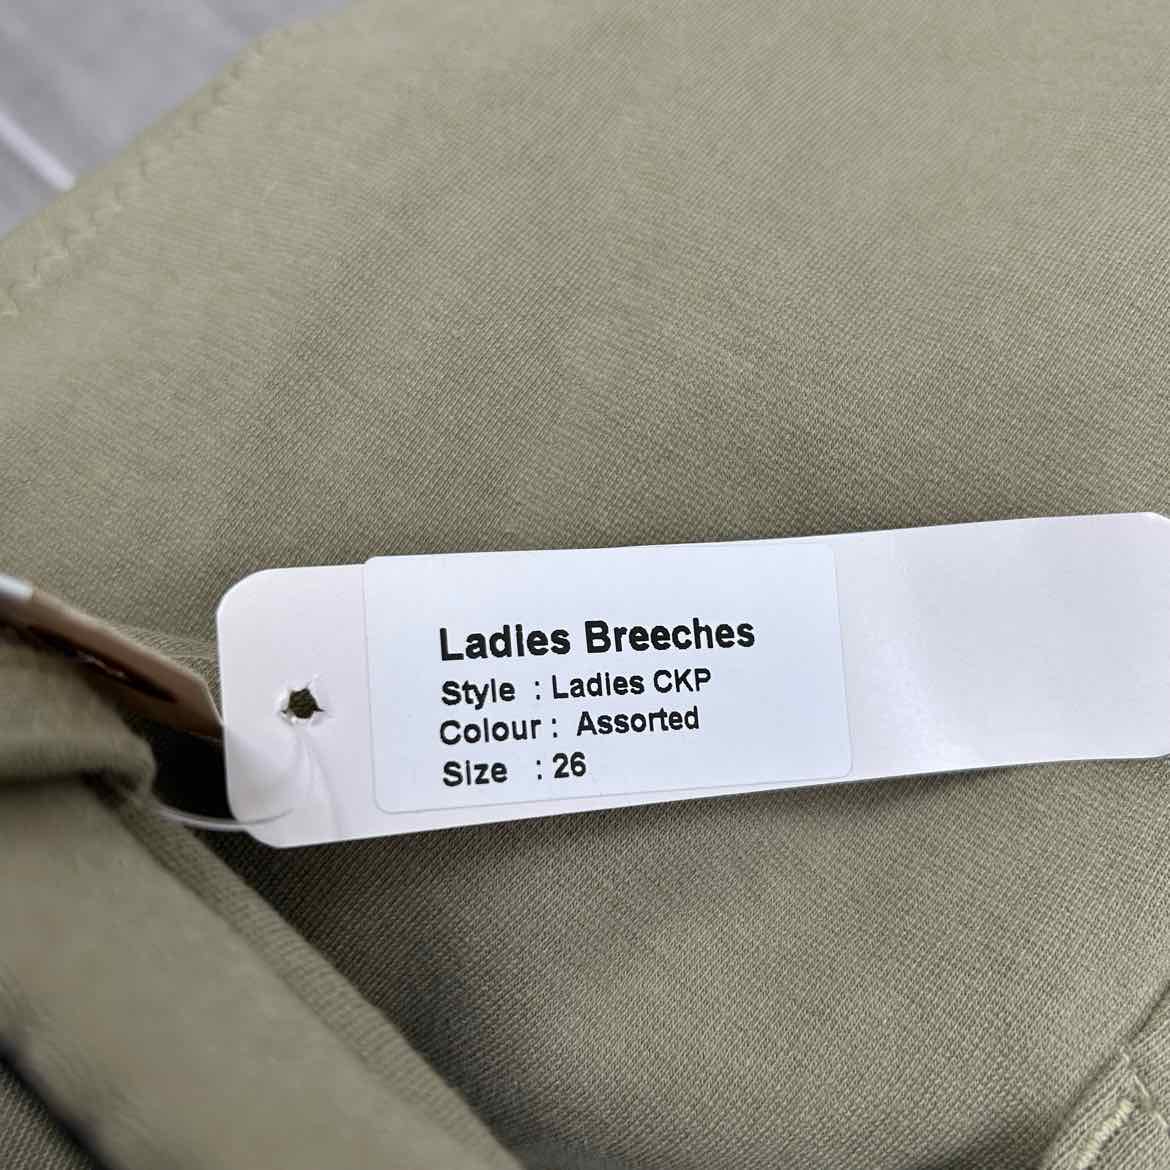 Ladies Breeches
Style : Ladies CKP
Colour : Assorted
Size : 26